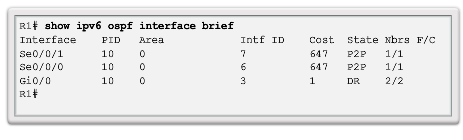 R1# show ipv6 ospf interface brief
Interface    PID   Area            Intf ID    Cost  State Nbrs F/C
Se0/0/1      10    0               7          647   P2P   1/1
Se0/0/0      10    0               6          647   P2P   1/1
Gi0/0        10    0               3          1     DR    2/2
R1#